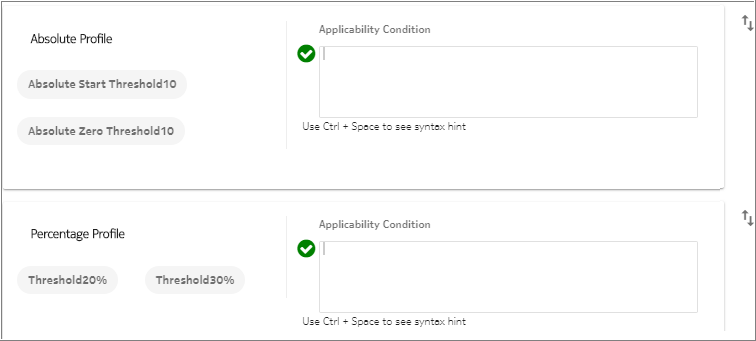 Absolute Profile
Applicability Condition
Absolute Start Threshold10
Absolute Zero Threshold10
Use Ctrl + Space to see syntax hint
Percentage Profile
Applicability Condition
Threshold20%
Threshold30%
Use Ctrl + Space to see syntax hint